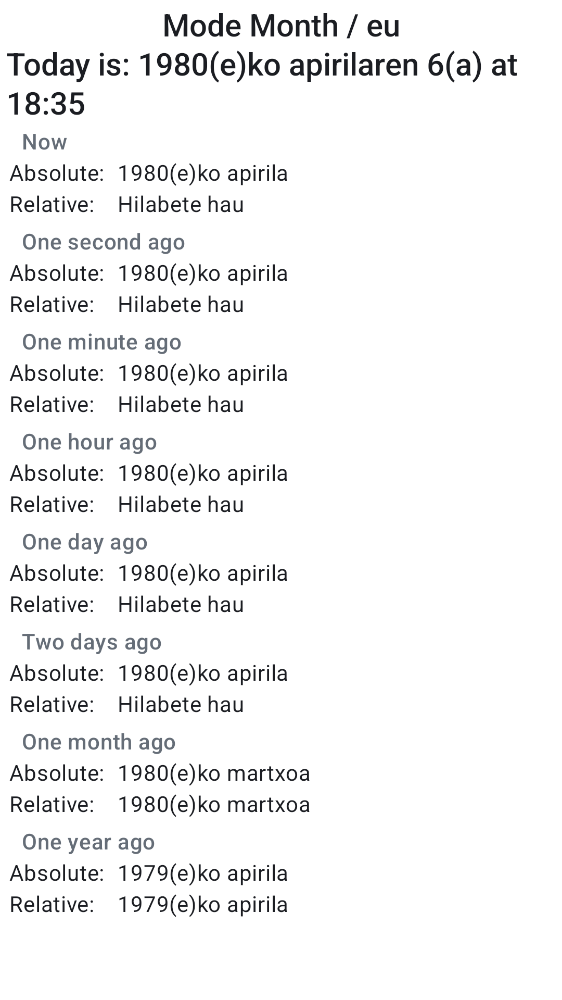 Mode Month / eu
Today is: 1980(e)ko apirilaren 6(a) at
18:35
Now
Absolute: 1980(e)ko apirila
Relative: Hilabete hau
One second ago
Absolute: 1980(e)ko apirila
Relative: Hilabete hau
One minute ago
Absolute: 1980(e)ko apirila
Relative: Hilabete hau
One hour ago
Absolute: 1980(e)ko apirila
Relative: Hilabete hau
One day ago
Absolute: 1980(e)ko apirila
Relative: Hilabete hau
Two days ago
Absolute: 1980(e)ko apirila
Relative: Hilabete hau
One month ago
Absolute: 1980(e)ko martxoa
Relative: 1980(e)ko martxoa
One year ago
Absolute: 1979(e)ko apirila
Relative: 1979(e)ko apirila